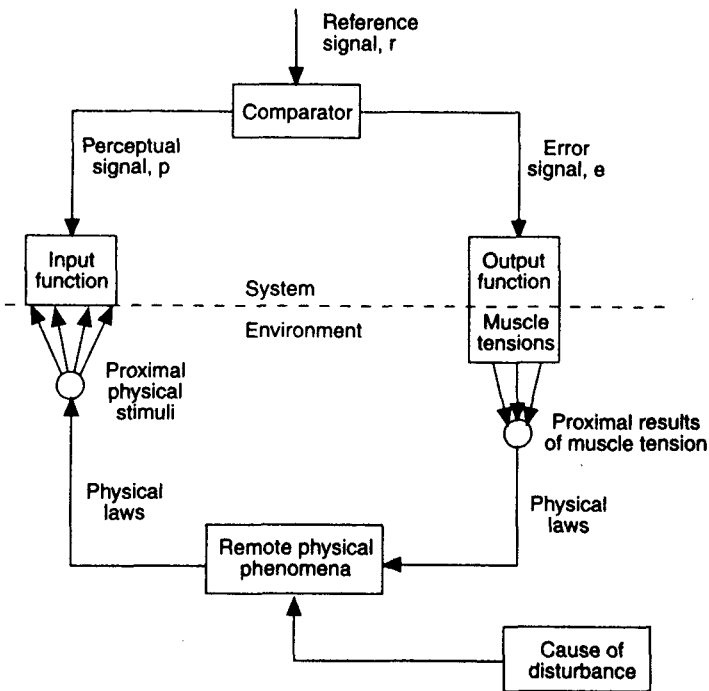 Reference
signal, r
Comparator
Perceptual
signal, p
Error
signal, e
Input
function
Output
function
System
Environment
Muscle
tensions
Proximal
physical
stimuli
Proximal results
of muscle tension
Physical
laws
Physical
laws
Remote physical
phenomena
Cause of
disturbance